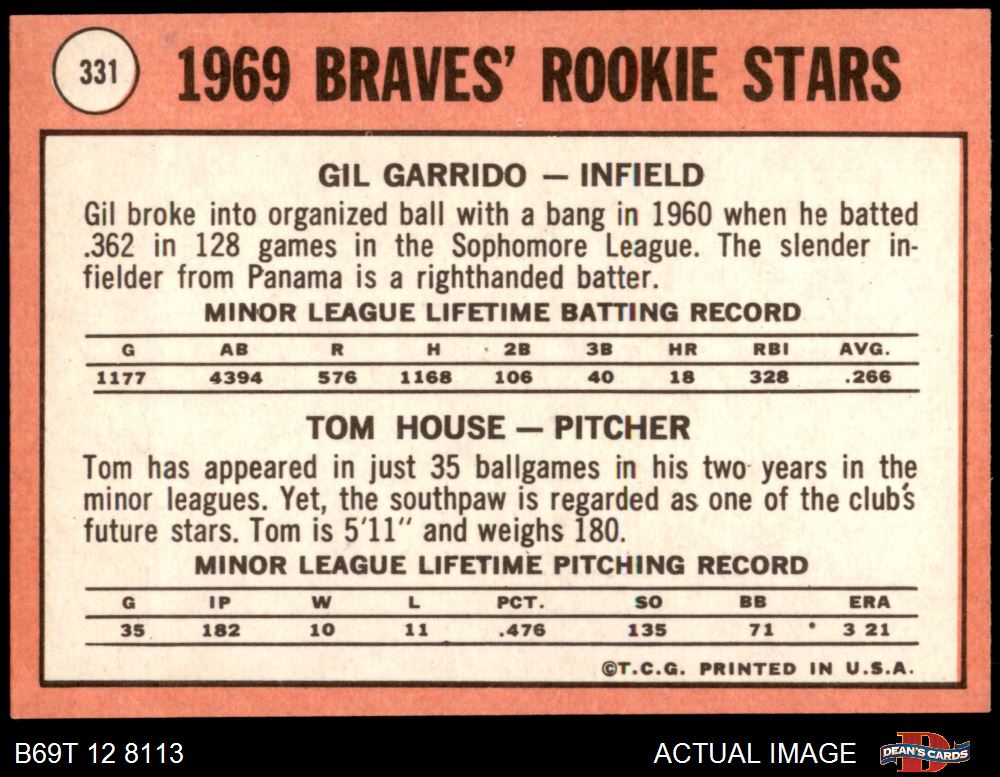 331
1969 BRAVES' ROOKIE STARS
GIL GARRIDO — INFIELD
Gil broke into organized ball with a bang in 1960 when he batted
.362 in 128 games in the Sophomore League. The slender in-
fielder from Panama is a righthanded batter.
MINOR LEAGUE LIFETIME BATTING RECORD
G AB R H 2B 3B HR RBI AVG.
1177 4394 576 1168 106 40 18 328 .266
TOM HOUSE — PITCHER
Tom has appeared in just 35 ballgames in his two years in the
minor leagues. Yet, the southpaw is regarded as one of the club's
future stars. Tom is 5'11" and weighs 180.
MINOR LEAGUE LIFETIME PITCHING RECORD
G IP W L PCT. SO BB ERA
35 182 10 11 .476 135 71 3 21
©T.C.G. PRINTED IN U.S.A.
B69T 12 8113 ACTUAL IMAGE D DEAN'S CARDS